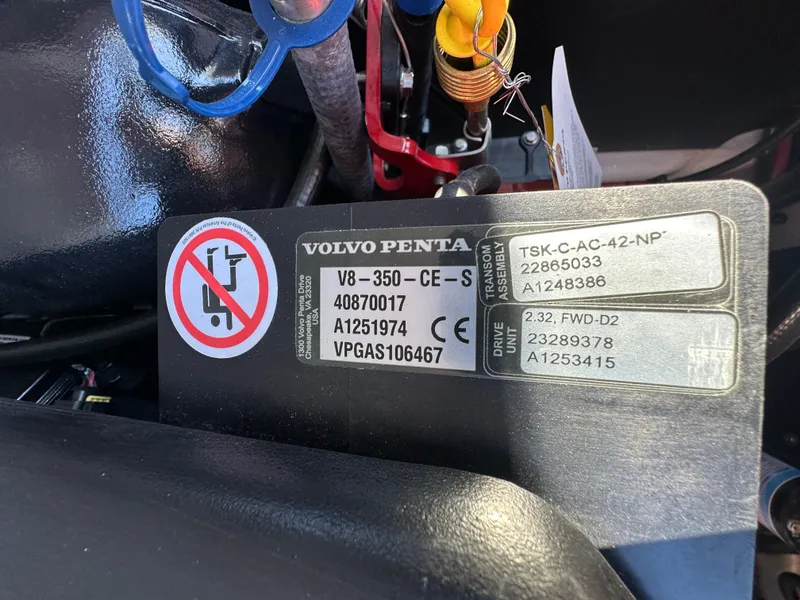 VOLVO PENTA
1300 Volvo Penta Drive
Chesapeake, VA 23320
USA
V8-350-CE-S
40870017
A1251974 CE
VPGAS106467
TRANSOM
ASSEMBLY
TSK-C-AC-42-NP
22865033
A1248386
DRIVE
UNIT
2.32, FWD-D2
23289378
A1253415